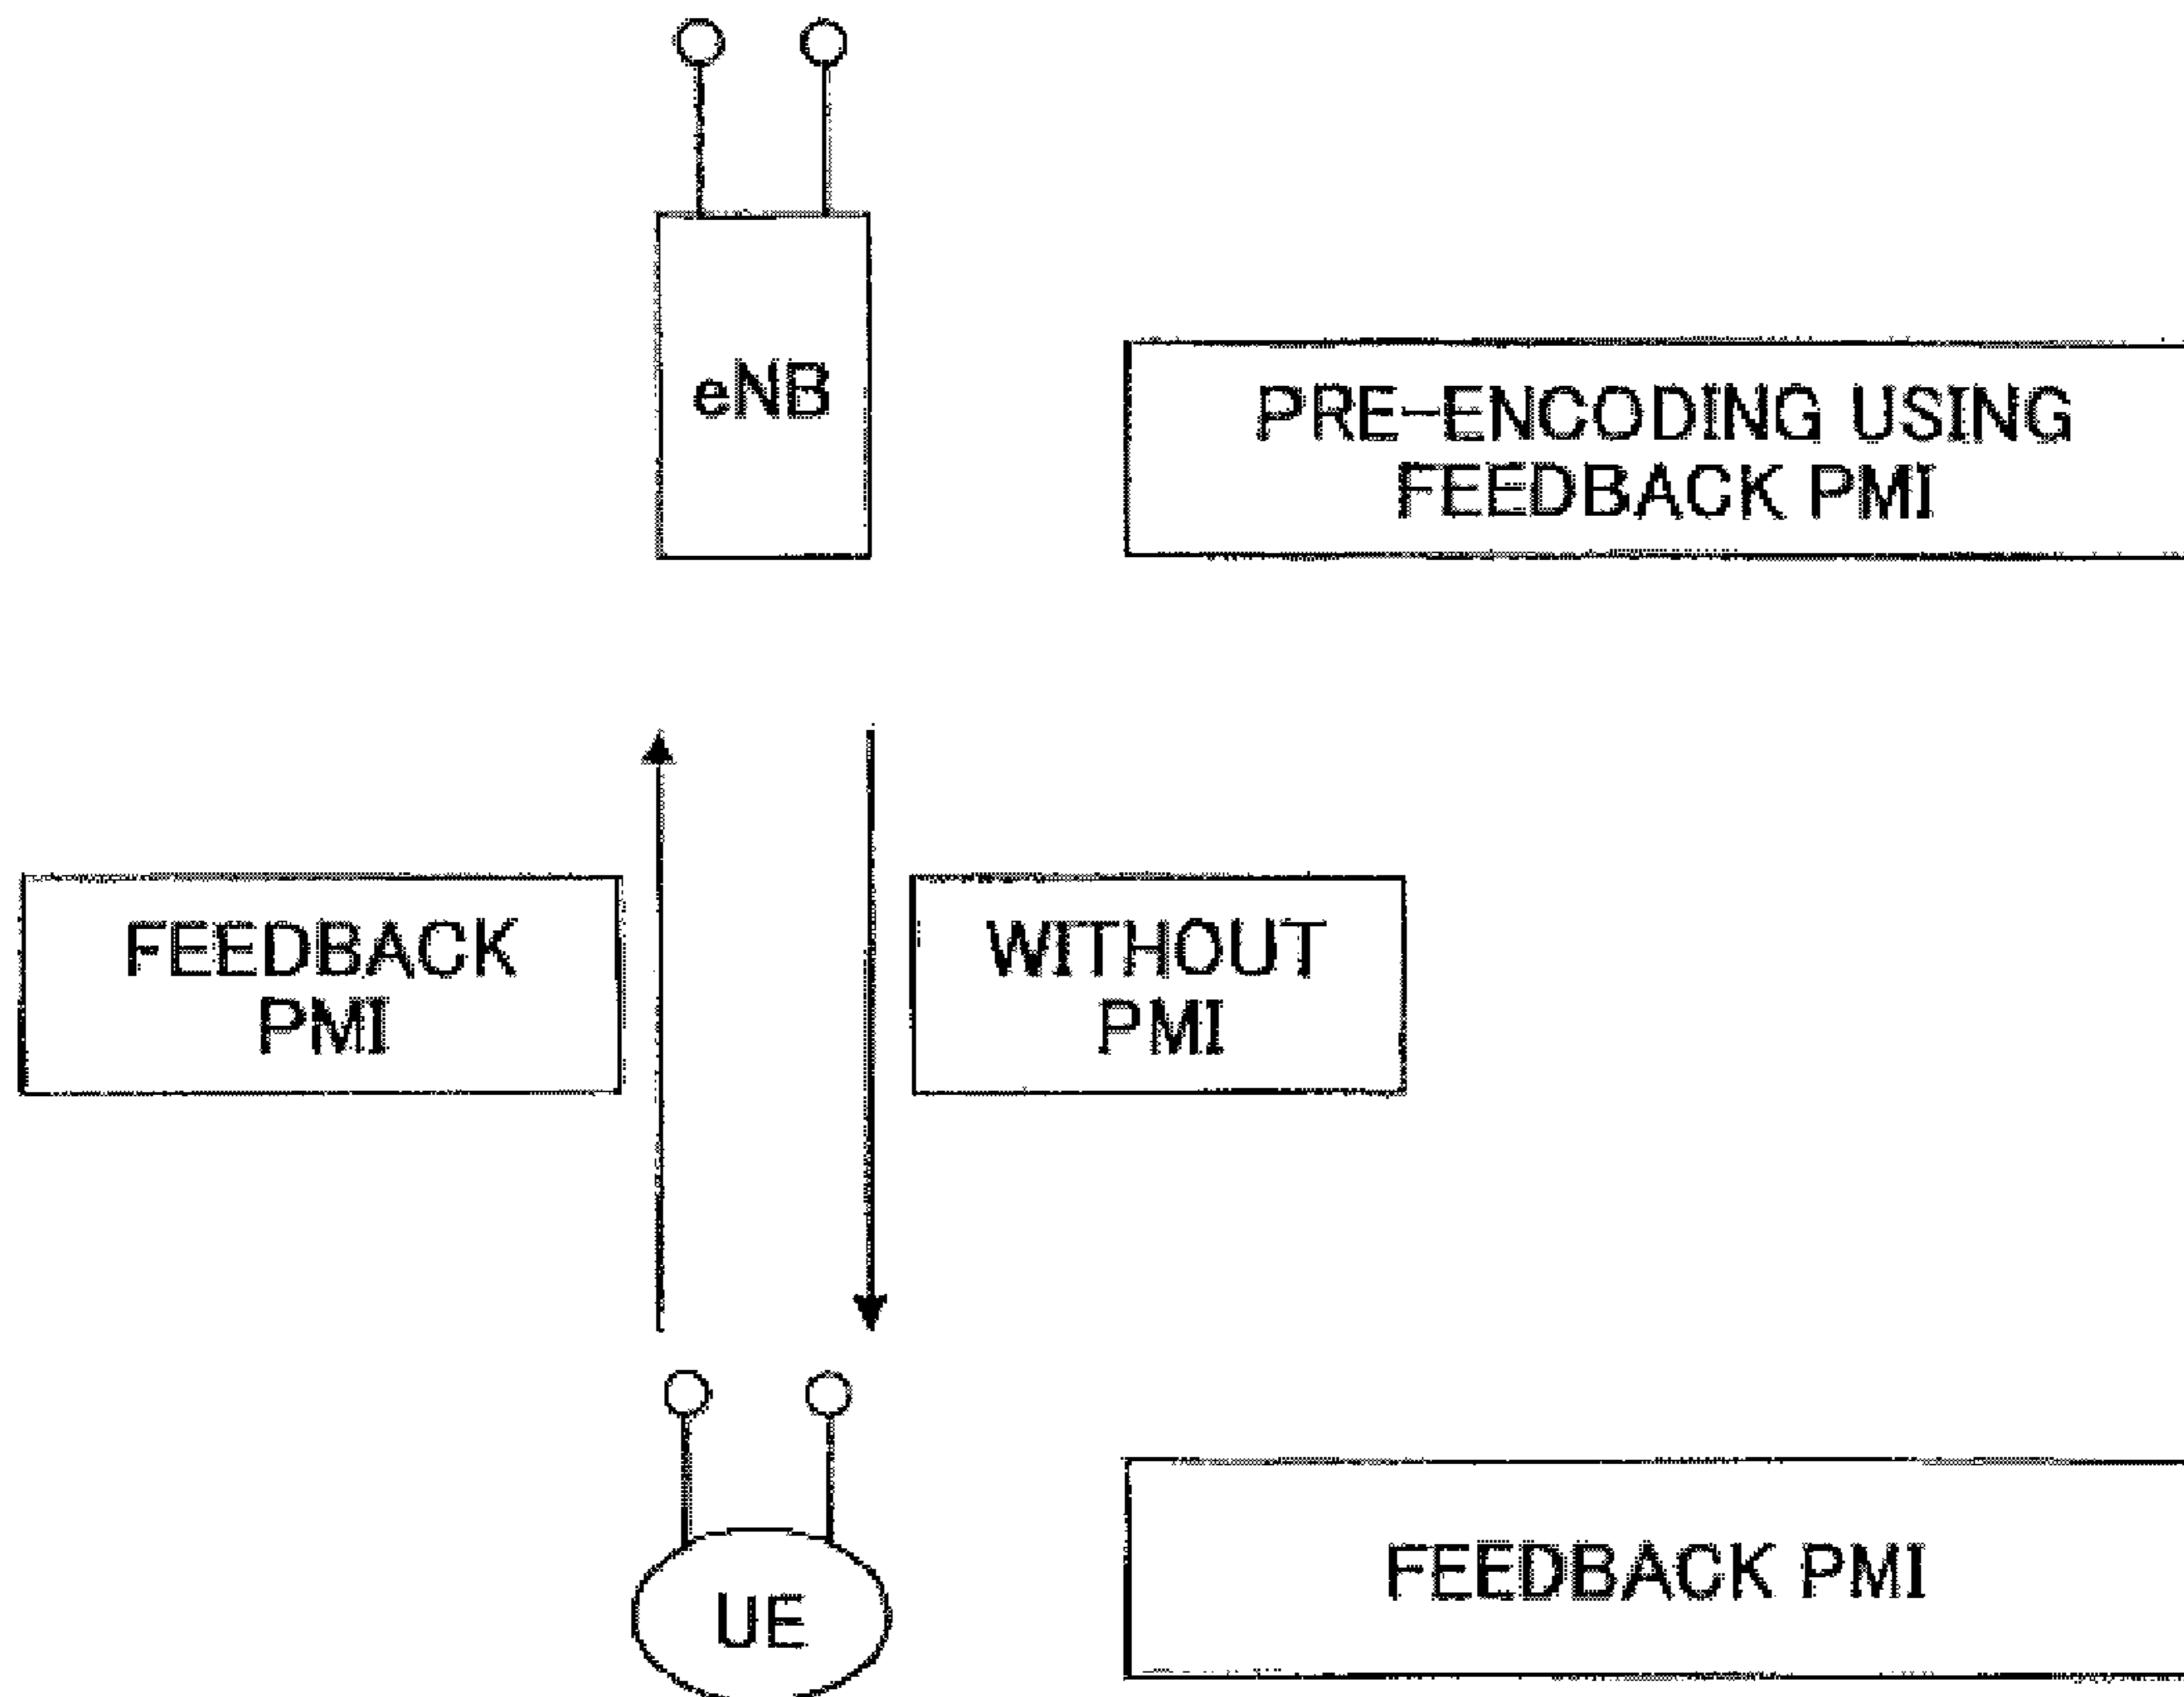 eNB
PRE-ENCODING USING
FEEDBACK PMI
FEEDBACK
PMI
WITHOUT
PMI
UE
FEEDBACK PMI